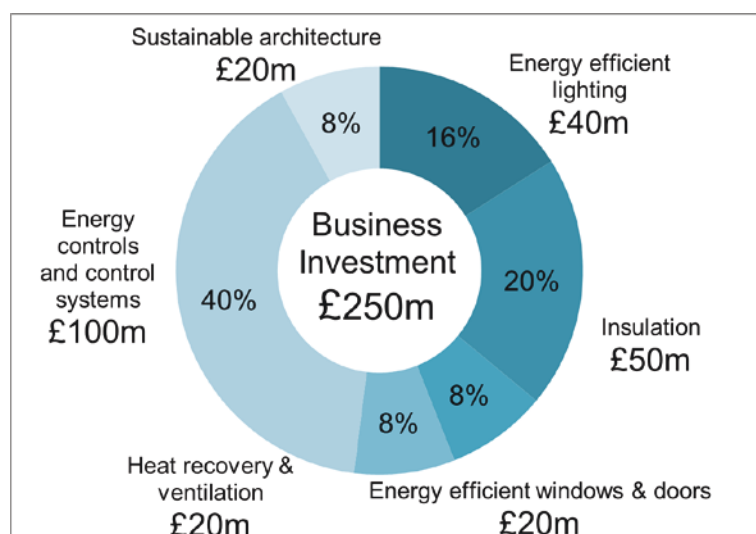 Sustainable architecture
£20m
8%
Energy efficient
lighting
£40m
16%
Business
Investment
£250m
Energy
controls
and control
systems
£100m
40%
20%
Insulation
£50m
8%
8%
Heat recovery &
ventilation
£20m
Energy efficient windows & doors
£20m